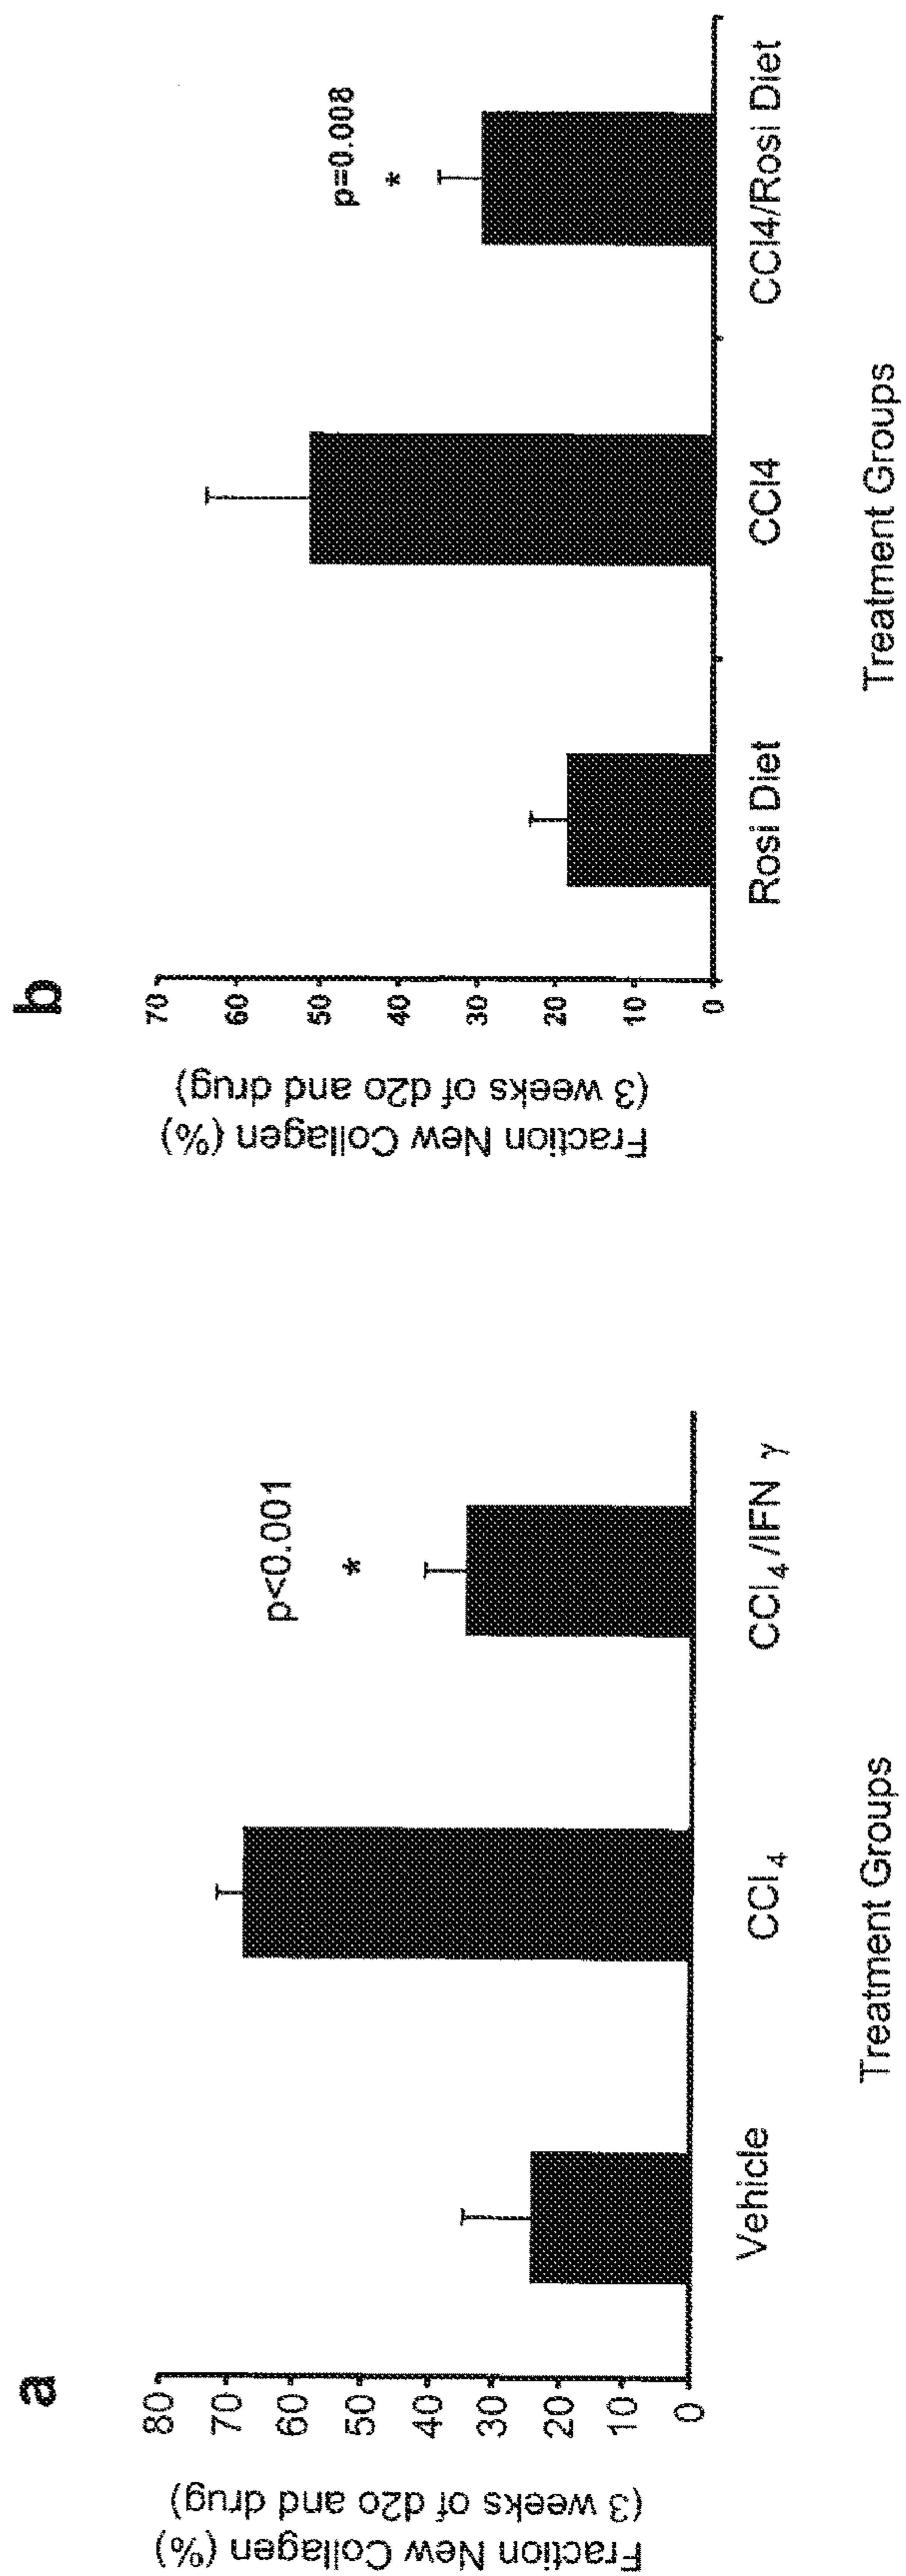 a
Fraction New Collagen (%)
(3 weeks of d2o and drug)
80
70
60
50
40
30
20
10
0
p<0.001
*
Vehicle
CCl₄
CCl₄/IFN γ
Treatment Groups
b
Fraction New Collagen (%)
(3 weeks of d2o and drug)
70
60
50
40
30
20
10
0
p=0.008
*
Rosi Diet
CCl4
CCl4/Rosi Diet
Treatment Groups